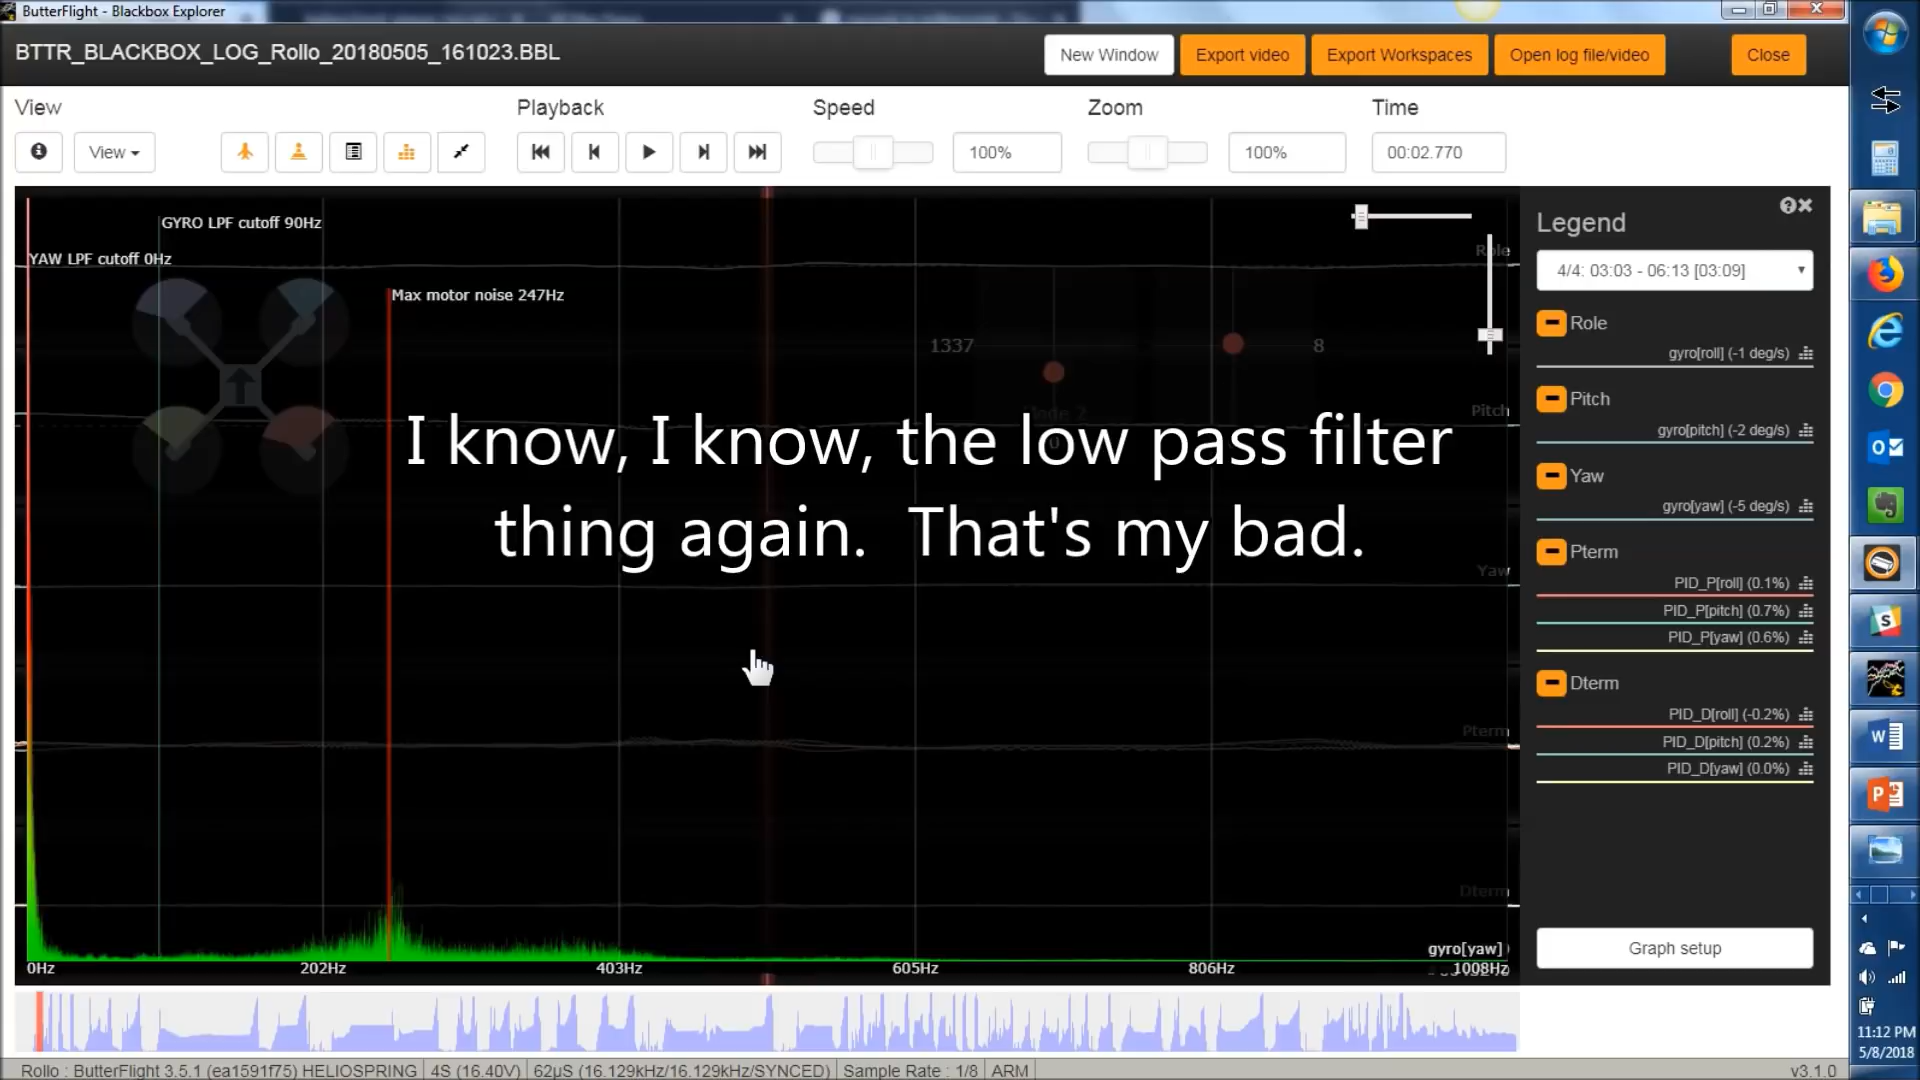 ButterFlight - Blackbox Explorer
BTTR_BLACKBOX_LOG_Rollo_20180505_161023.BBL
New Window
Export video
Export Workspaces
Open log file/video
Close
View
Playback
Speed
Zoom
Time
View
100%
100%
00:02.770
GYRO LPF cutoff 90Hz
YAW LPF cutoff 0Hz
Max motor noise 247Hz
1337
8
Role
Pitch
Yaw
Pterm
Dterm
I know, I know, the low pass filter
thing again. That's my bad.
gyro[yaw]
0Hz
202Hz
403Hz
605Hz
806Hz
1008Hz
Legend
4/4: 03:03 - 06:13 [03:09]
Role
gyro[roll] (-1 deg/s)
Pitch
gyro[pitch] (-2 deg/s)
Yaw
gyro[yaw] (-5 deg/s)
Pterm
PID_P[roll] (0.1%)
PID_P[pitch] (0.7%)
PID_P[yaw] (0.6%)
Dterm
PID_D[roll] (-0.2%)
PID_D[pitch] (0.2%)
PID_D[yaw] (0.0%)
Graph setup
Rollo : ButterFlight 3.5.1 (ea1591f75) HELIOSPRING
4S (16.40V)
62µS (16.129kHz/16.129kHz/SYNCED)
Sample Rate : 1/8
ARM
v3.1.0
11:12 PM
5/8/2018